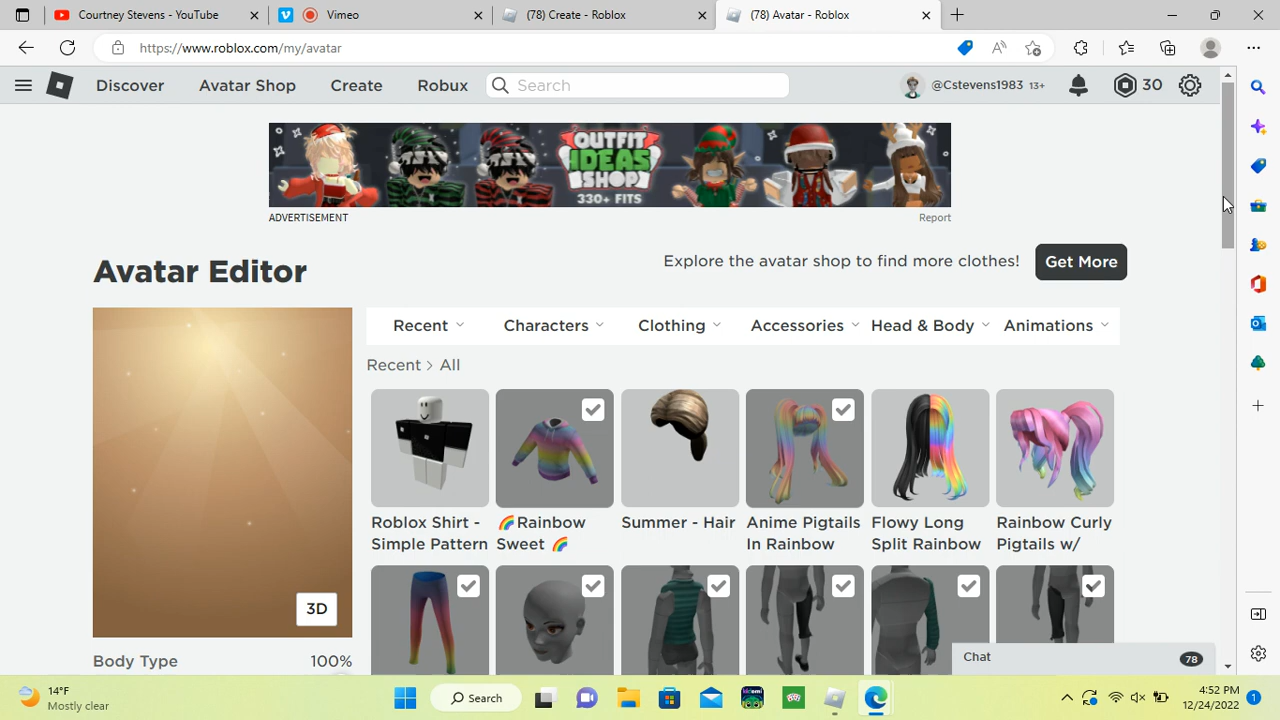 Courtney Stevens - YouTube
Vimeo
(78) Create - Roblox
(78) Avatar - Roblox
https://www.roblox.com/my/avatar
Discover
Avatar Shop
Create
Robux
Search
@Cstevens1983 13+
30
OUTFIT
IDEAS
SHOP
330+ FITS
ADVERTISEMENT
Report
Avatar Editor
Explore the avatar shop to find more clothes!
Get More
Recent
Characters
Clothing
Accessories
Head & Body
Animations
Recent > All
Roblox Shirt -
Simple Pattern
🌈Rainbow
Sweet 🌈
Summer - Hair
Anime Pigtails
In Rainbow
Flowy Long
Split Rainbow
Rainbow Curly
Pigtails w/
3D
Body Type
100%
Chat
78
14°F
Mostly clear
Search
kidomi
4:52 PM
12/24/2022
1